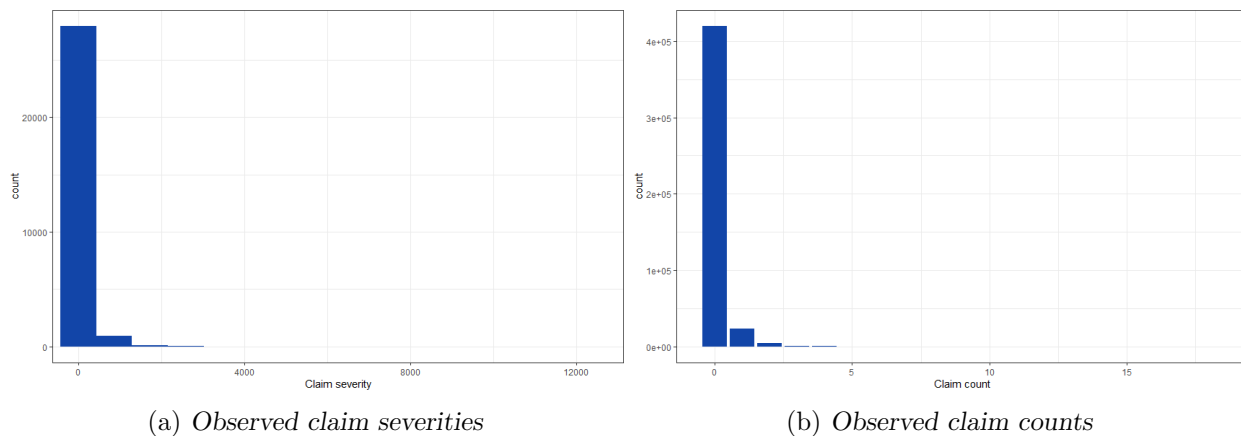 count
20000
10000
0
0
4000
8000
12000
Claim severity
(a) Observed claim severities
count
4e+05
3e+05
2e+05
1e+05
0e+00
0
5
10
15
Claim count
(b) Observed claim counts